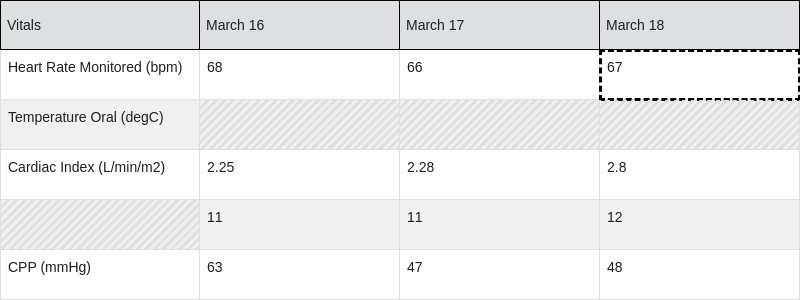 Vitals March 16 March 17 March 18
Heart Rate Monitored (bpm) 68 66 67
Temperature Oral (degC)
Cardiac Index (L/min/m2) 2.25 2.28 2.8
11 11 12
CPP (mmHg) 63 47 48